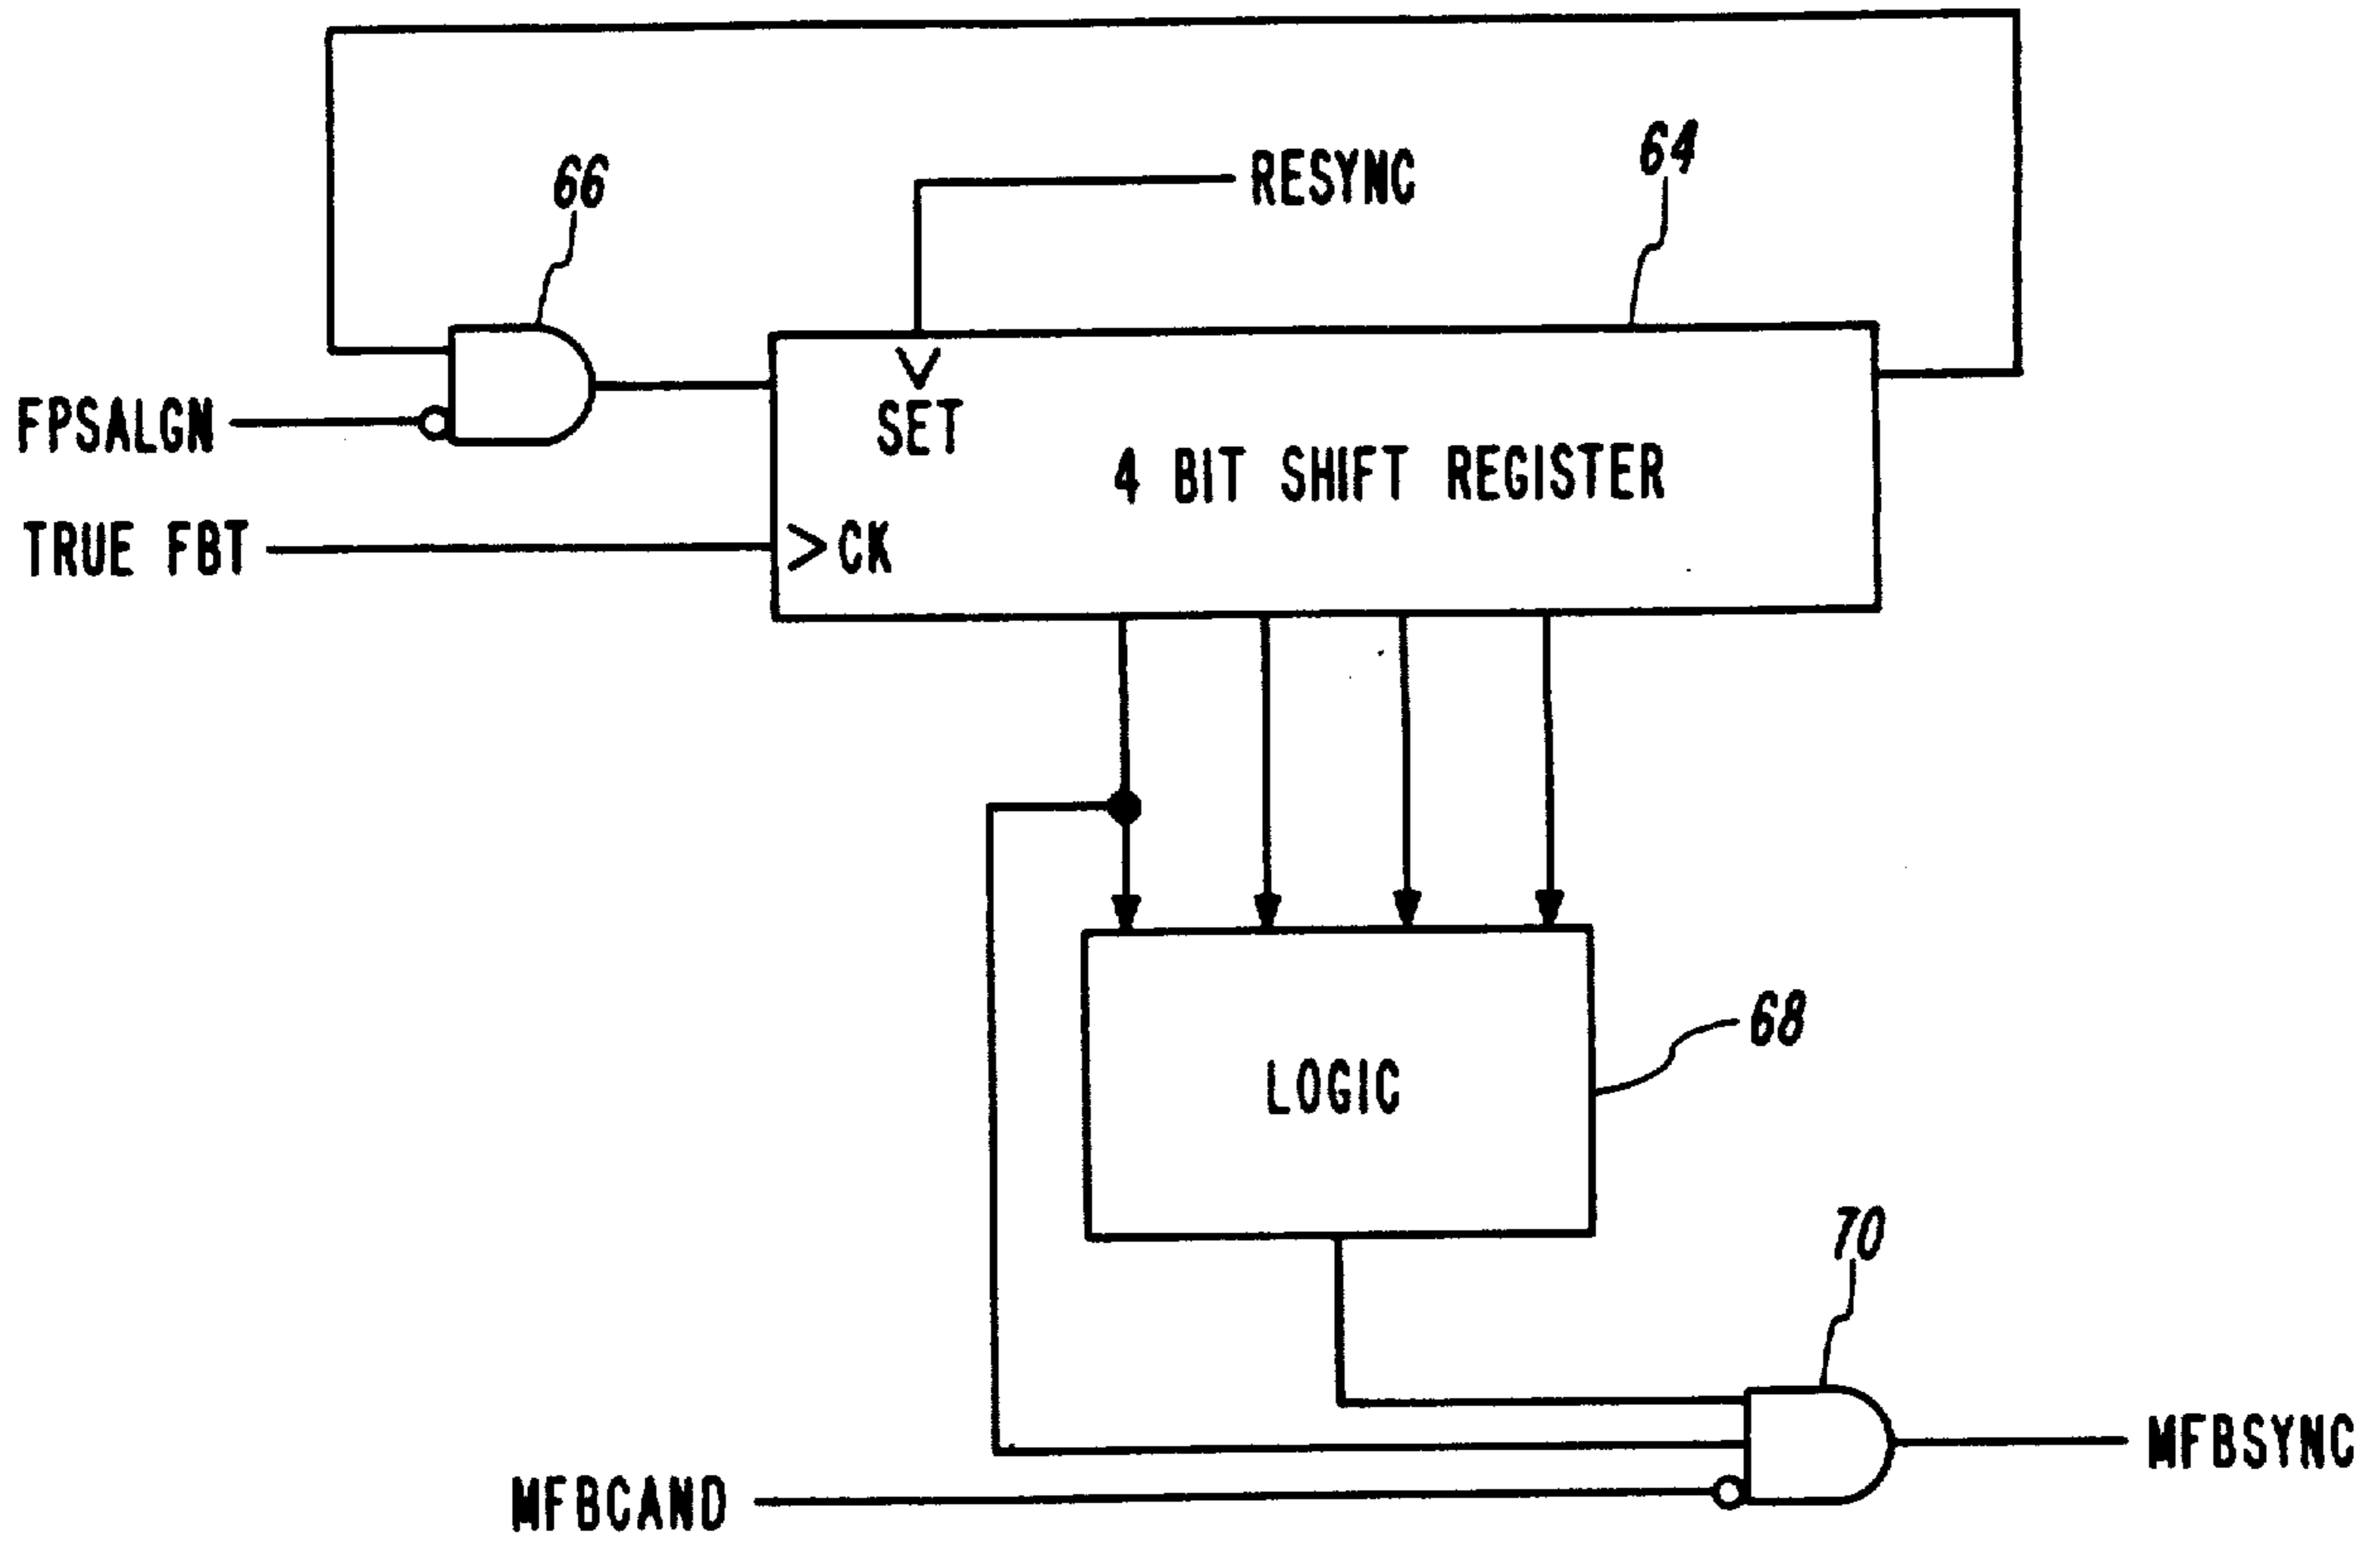 64
RESYNC
66
SET
FPSALGN
4 BIT SHIFT REGISTER
TRUE FBT
>CK
68
LOGIC
70
MFBSYNC
MFBCAND